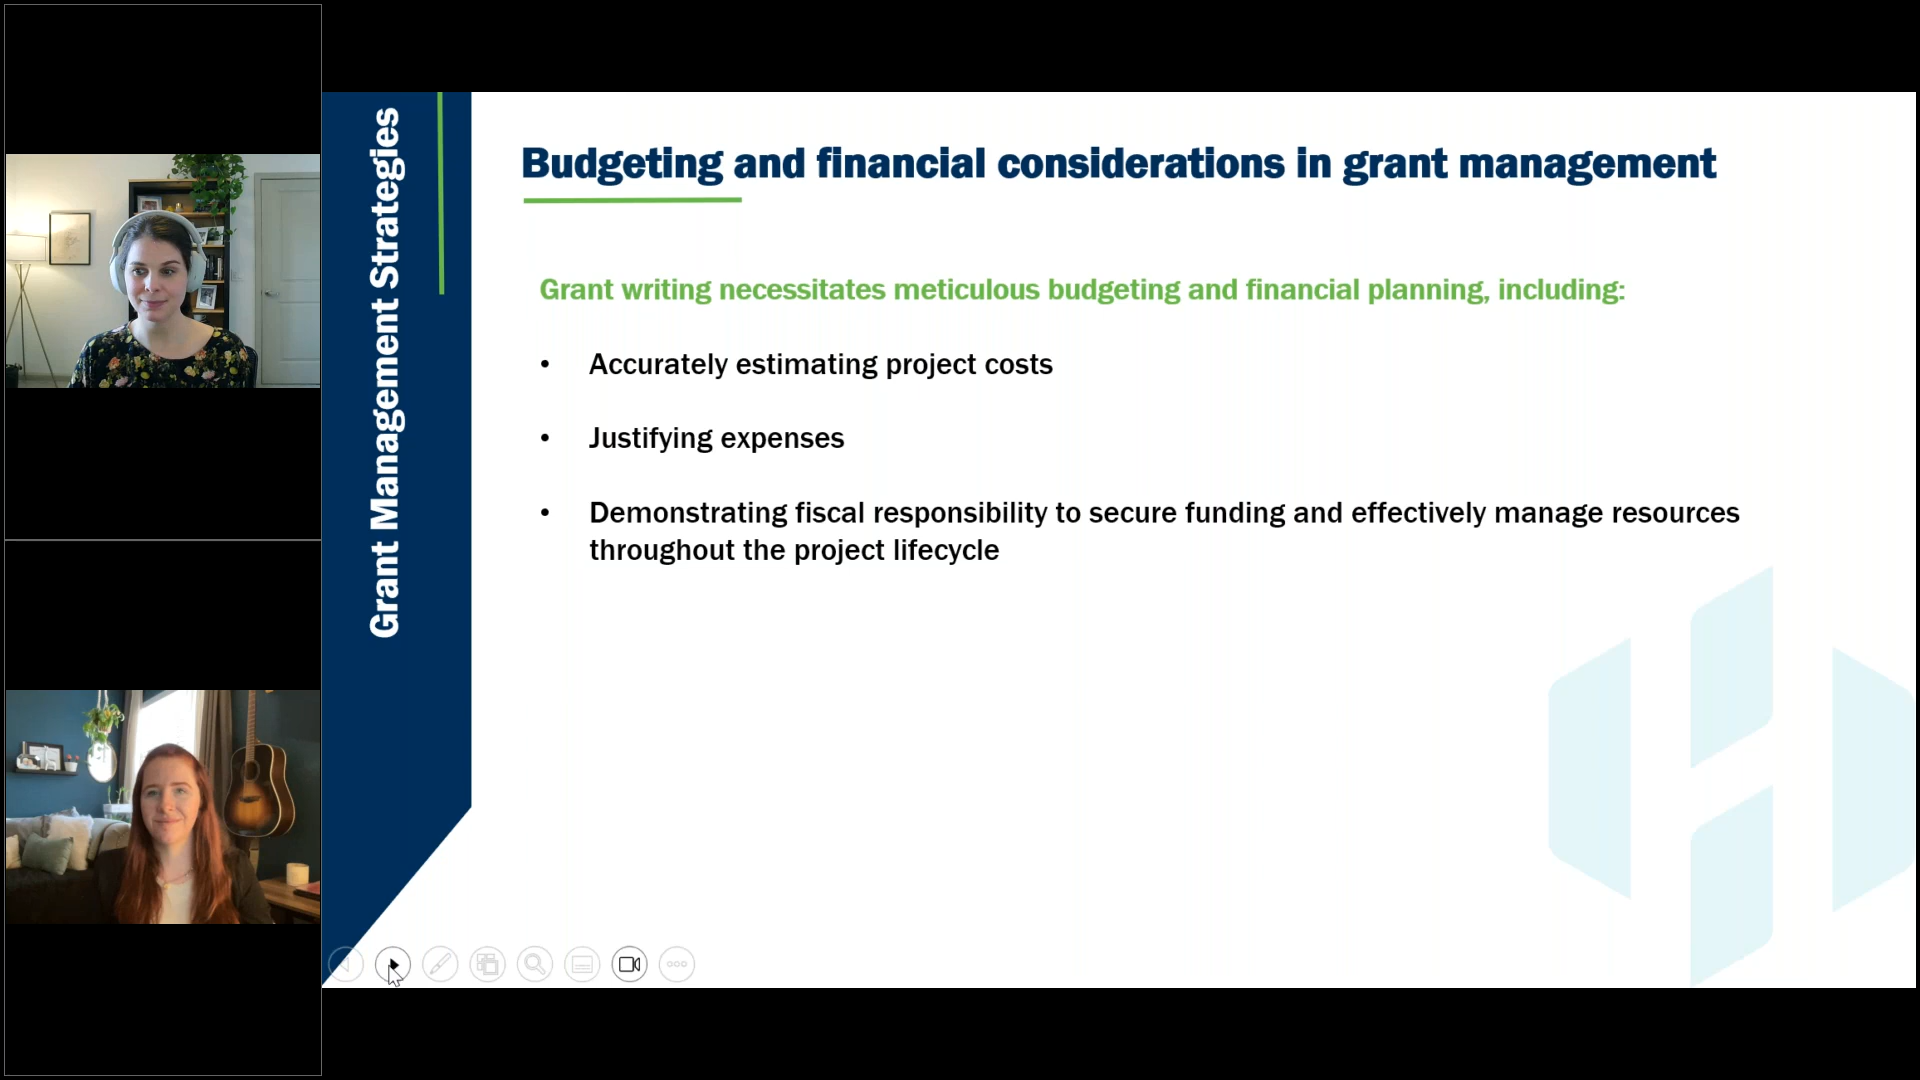 Grant Management Strategies
Budgeting and financial considerations in grant management
Grant writing necessitates meticulous budgeting and financial planning, including:
• Accurately estimating project costs
• Justifying expenses
• Demonstrating fiscal responsibility to secure funding and effectively manage resources
throughout the project lifecycle